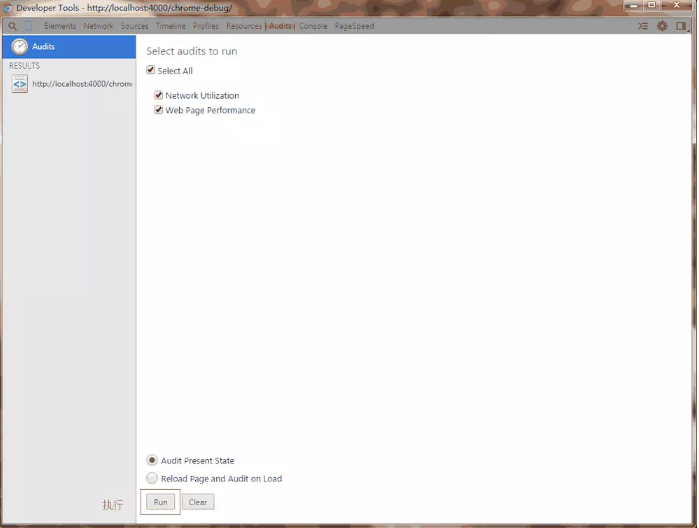 Developer Tools - http://localhost:4000/chrome-debug/
Elements Network Sources Timeline Profiles Resources Audits Console PageSpeed
Audits
RESULTS
http://localhost:4000/chrom
Select audits to run
Select All
Network Utilization
Web Page Performance
Audit Present State
Reload Page and Audit on Load
执行
Run Clear